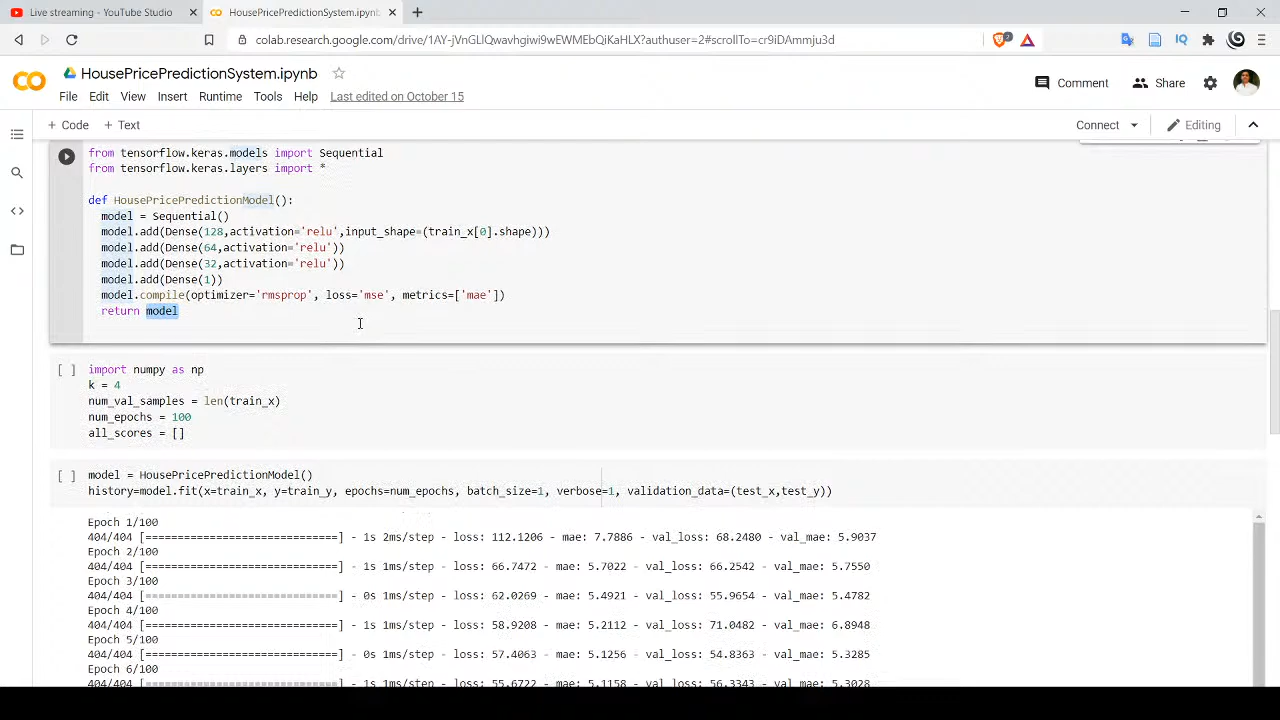 Live streaming - YouTube Studio
HousePricePredictionSystem.ipynb
colab.research.google.com/drive/1AY-jVnGLlQwavhgiwi9wEWMEbQiKaHLX?authuser=2#scrollTo=cr9iDAmmju3d
2
IQ
HousePricePredictionSystem.ipynb
Comment
Share
File Edit View Insert Runtime Tools Help Last edited on October 15
+ Code + Text
Connect
Editing
from tensorflow.keras.models import Sequential
from tensorflow.keras.layers import *
def HousePricePredictionModel():
model = Sequential()
model.add(Dense(128,activation='relu',input_shape=(train_x[0].shape)))
model.add(Dense(64,activation='relu'))
model.add(Dense(32,activation='relu'))
model.add(Dense(1))
model.compile(optimizer='rmsprop', loss='mse', metrics=['mae'])
return model
[ ] import numpy as np
k = 4
num_val_samples = len(train_x)
num_epochs = 100
all_scores = []
[ ] model = HousePricePredictionModel()
history=model.fit(x=train_x, y=train_y, epochs=num_epochs, batch_size=1, verbose=1, validation_data=(test_x,test_y))
Epoch 1/100
404/404 [==============================] - 1s 2ms/step - loss: 112.1206 - mae: 7.7886 - val_loss: 68.2480 - val_mae: 5.9037
Epoch 2/100
404/404 [==============================] - 1s 1ms/step - loss: 66.7472 - mae: 5.7022 - val_loss: 66.2542 - val_mae: 5.7550
Epoch 3/100
404/404 [==============================] - 0s 1ms/step - loss: 62.0269 - mae: 5.4921 - val_loss: 55.9654 - val_mae: 5.4782
Epoch 4/100
404/404 [==============================] - 1s 1ms/step - loss: 58.9208 - mae: 5.2112 - val_loss: 71.0482 - val_mae: 6.8948
Epoch 5/100
404/404 [==============================] - 0s 1ms/step - loss: 57.4063 - mae: 5.1256 - val_loss: 54.8363 - val_mae: 5.3285
Epoch 6/100
404/404 [==============================] - 1s 1ms/step - loss: 55.6722 - mae: 5.1158 - val_loss: 56.3343 - val_mae: 5.3028